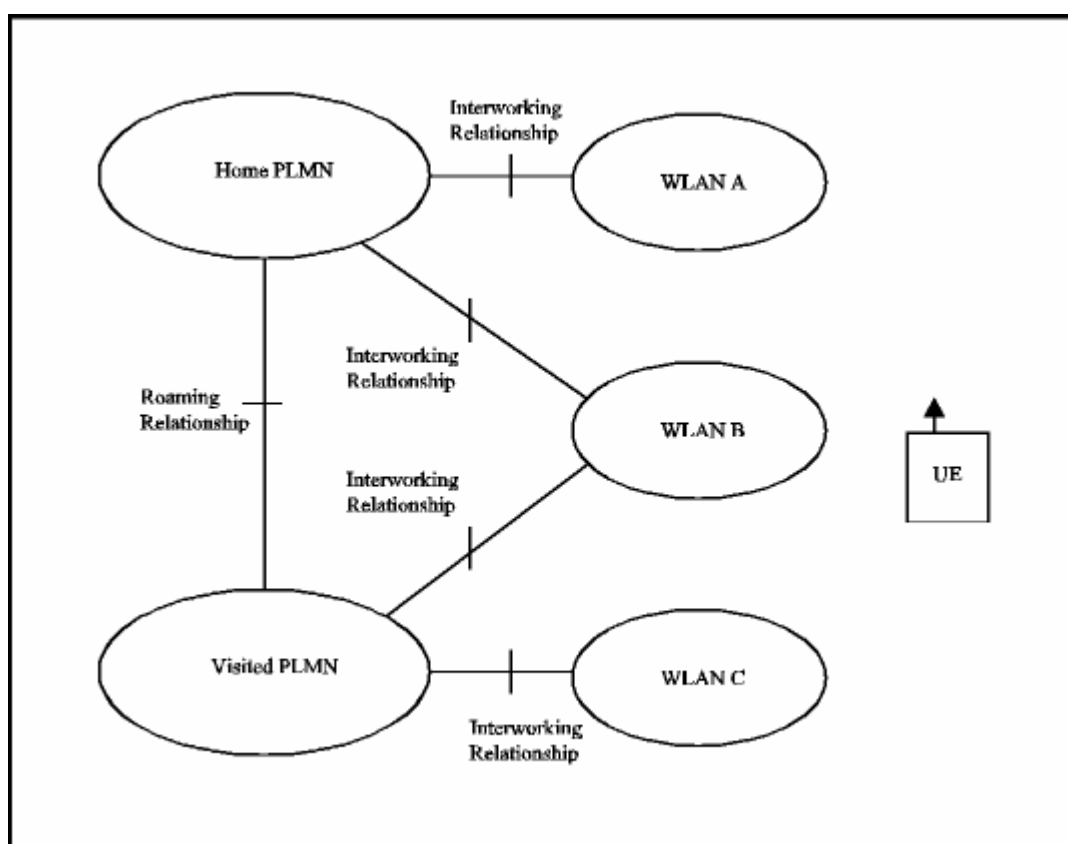 Interworking
Relationship
Home PLMN
WLAN A
Interworking
Relationship
Roaming
Relationship
WLAN B
UE
Interworking
Relationship
Visited PLMN
WLAN C
Interworking
Relationship